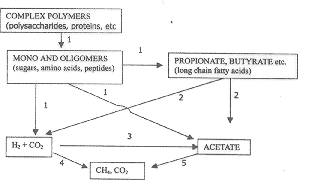 COMPLEX POLYMERS
(polysaccharides, proteins, etc
1
1
MONO AND OLIGOMERS
(sugars, amino acids, peptides)
PROPIONATE, BUTYRATE etc.
(long chain fatty acids)
1
1
2
2
3
H₂ + CO₂
ACETATE
4
5
CH₄, CO₂